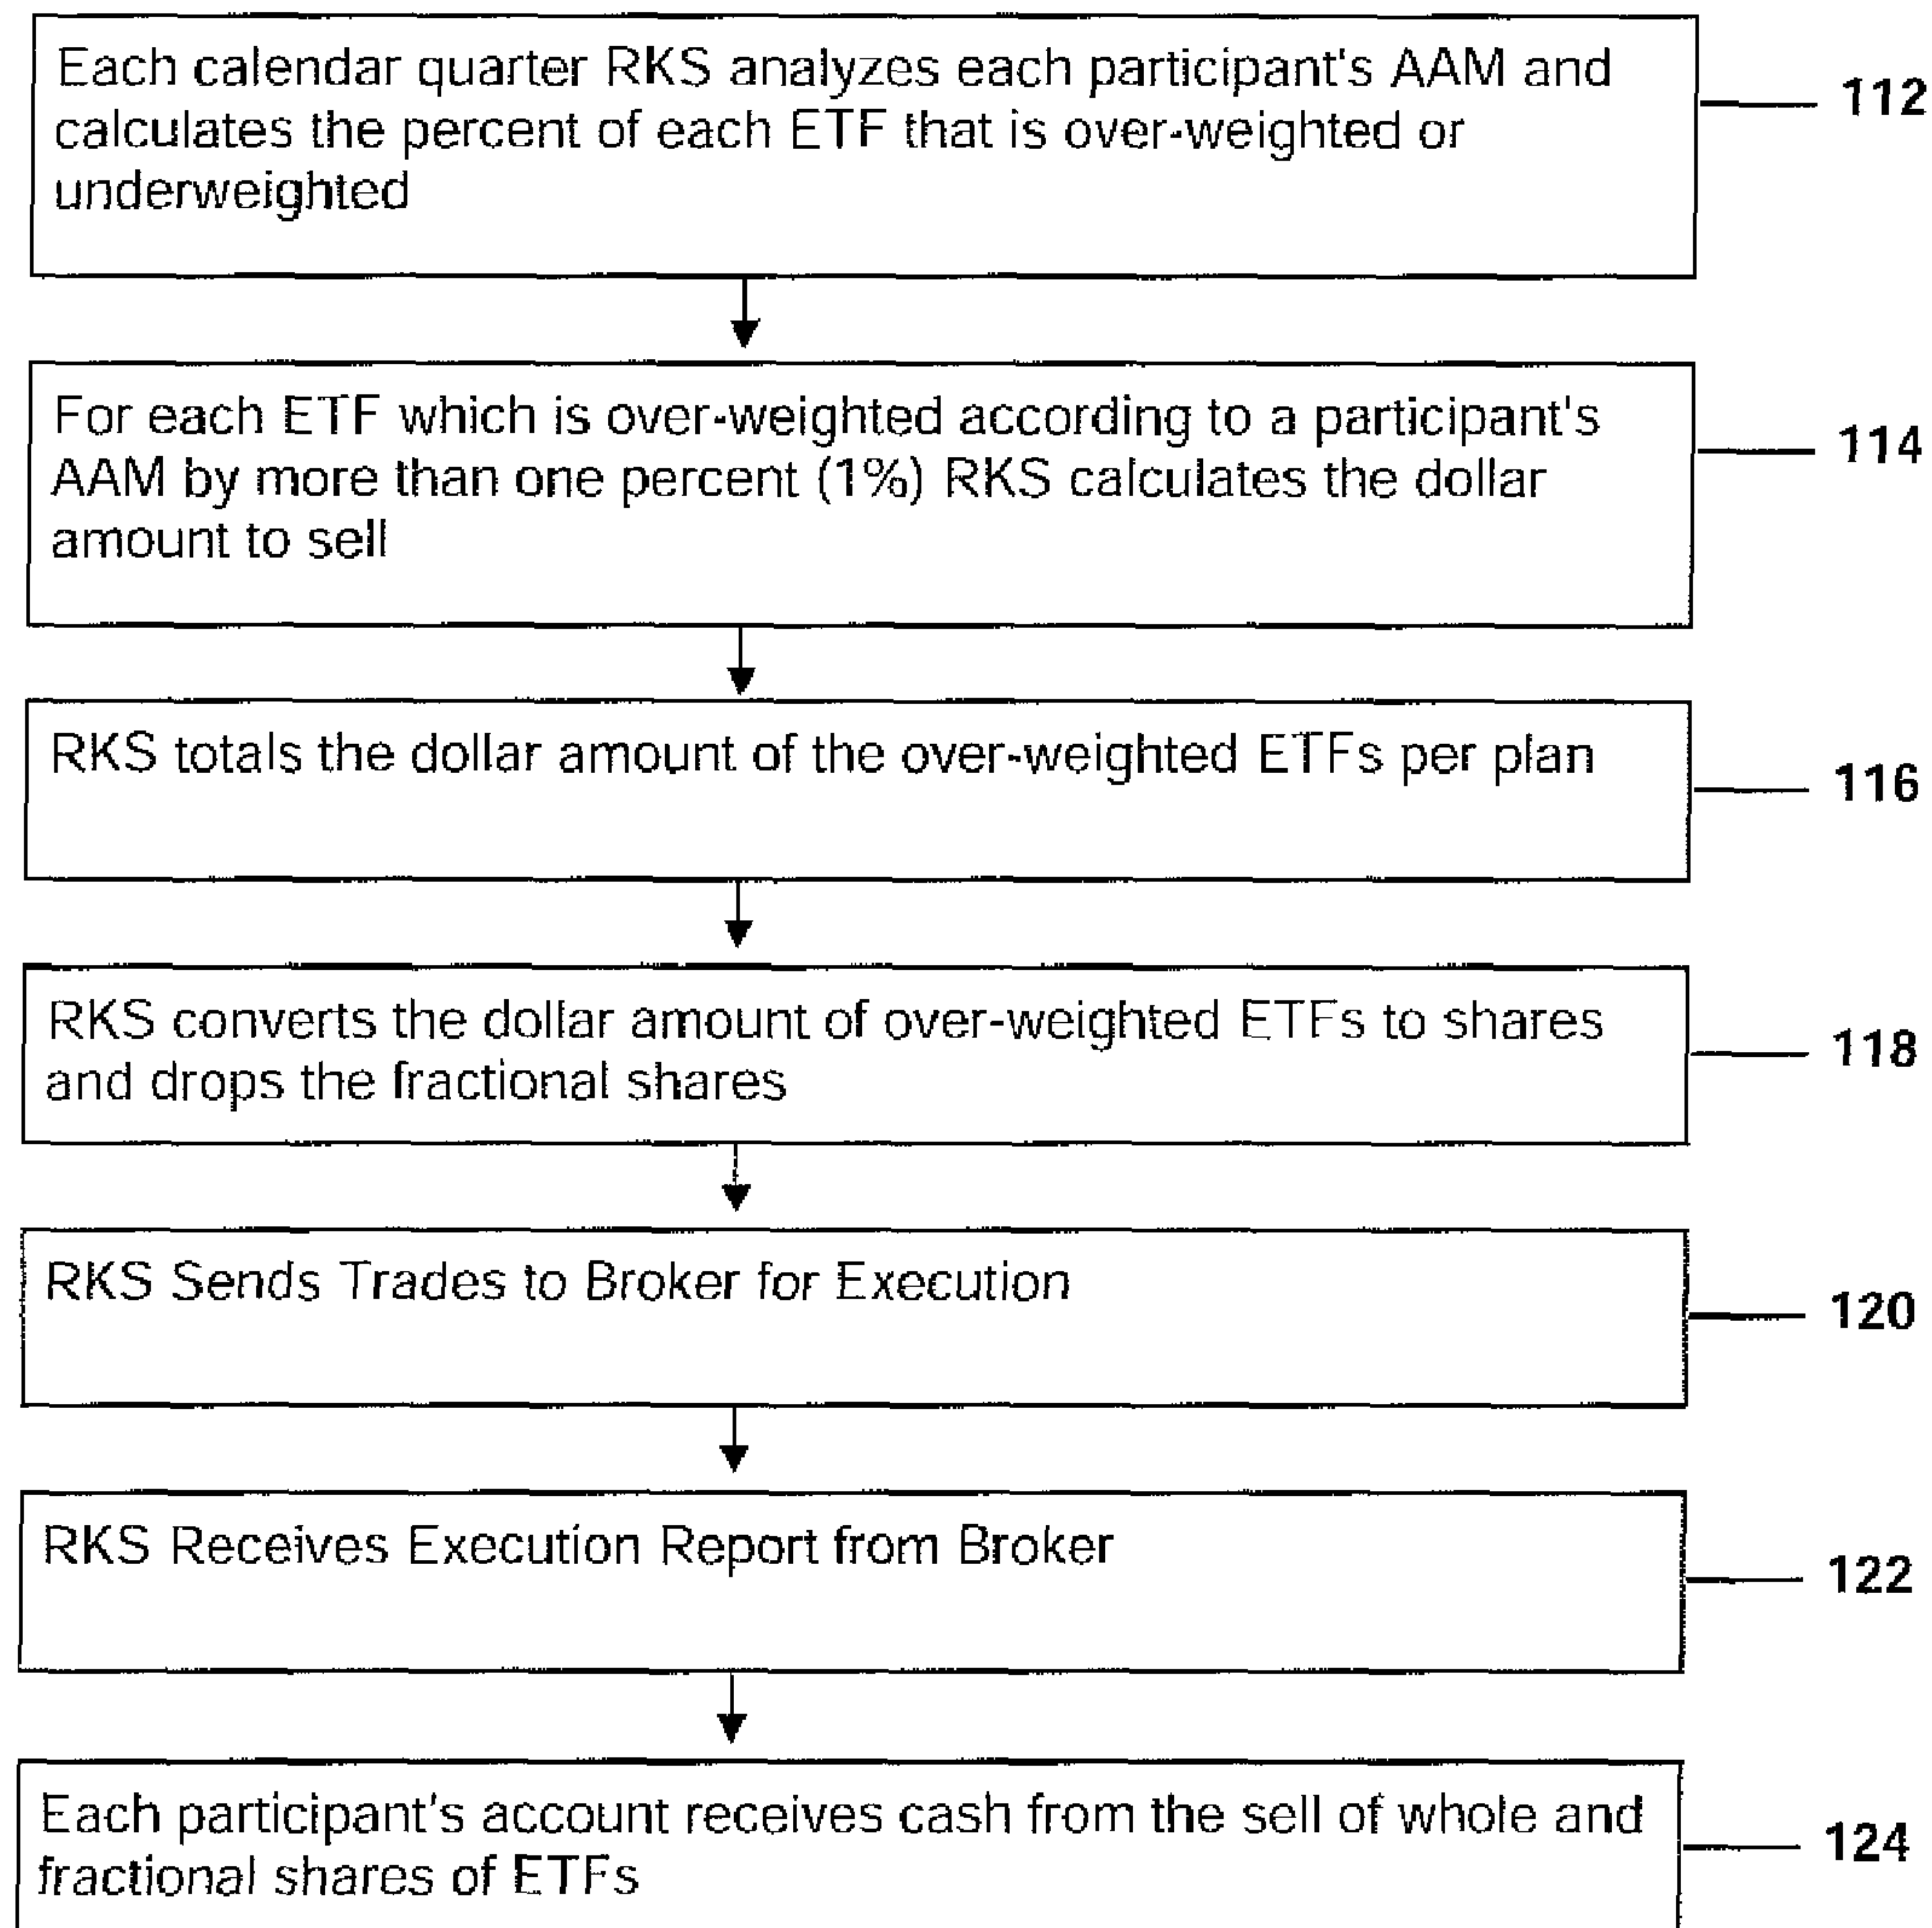 Each calendar quarter RKS analyzes each participant's AAM and
calculates the percent of each ETF that is over-weighted or
underweighted
112
For each ETF which is over-weighted according to a participant's
AAM by more than one percent (1%) RKS calculates the dollar
amount to sell
114
RKS totals the dollar amount of the over-weighted ETFs per plan
116
RKS converts the dollar amount of over-weighted ETFs to shares
and drops the fractional shares
118
RKS Sends Trades to Broker for Execution
120
RKS Receives Execution Report from Broker
122
Each participant's account receives cash from the sell of whole and
fractional shares of ETFs
124